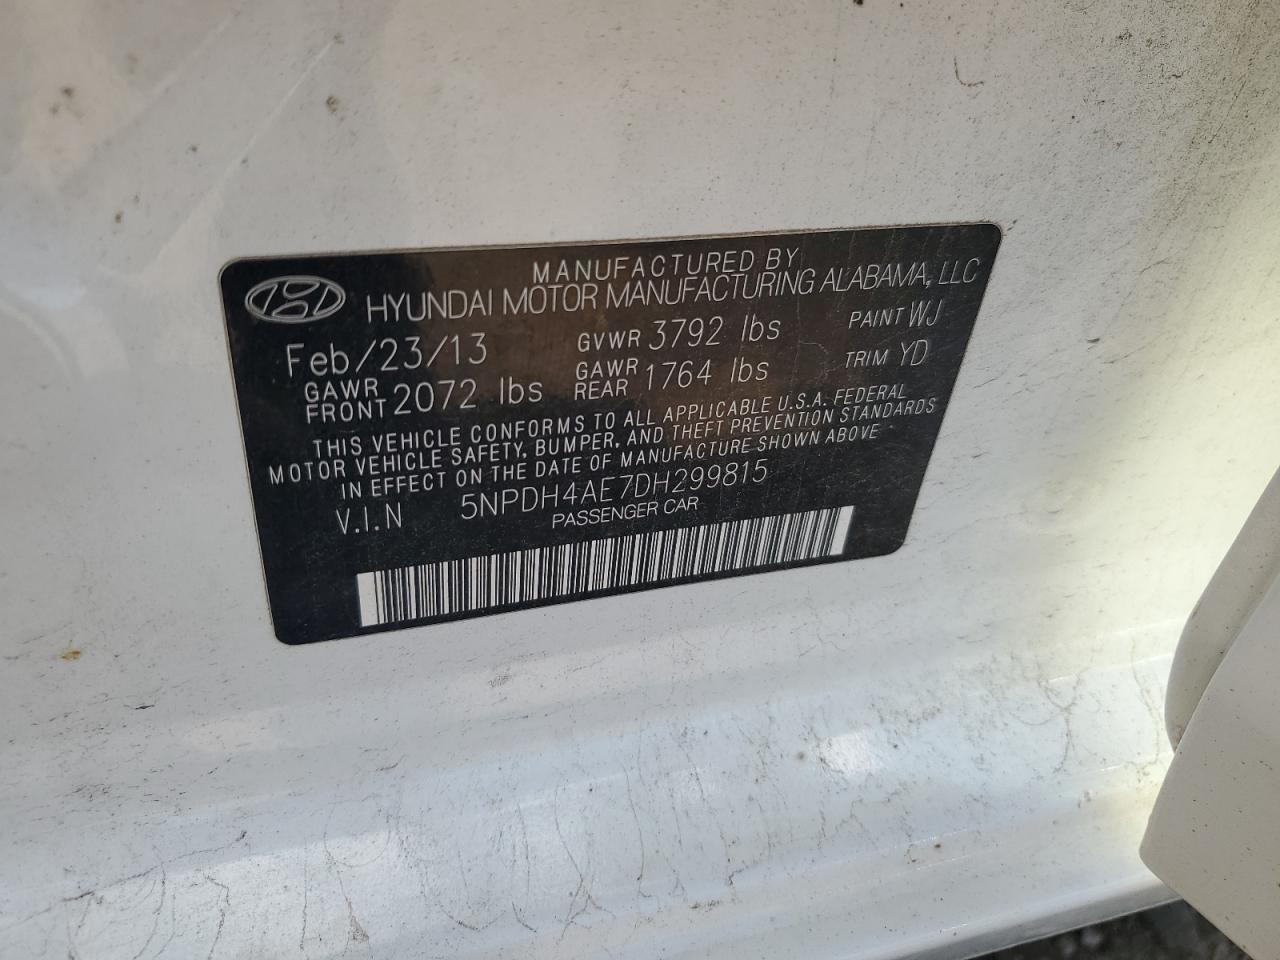 MANUFACTURED BY
HYUNDAI MOTOR MANUFACTURING ALABAMA, LLC
Feb/23/13 GVWR 3792 lbs PAINT WJ
GAWR FRONT 2072 lbs GAWR REAR 1764 lbs TRIM YD
THIS VEHICLE CONFORMS TO ALL APPLICABLE U.S.A. FEDERAL
MOTOR VEHICLE SAFETY, BUMPER, AND THEFT PREVENTION STANDARDS
IN EFFECT ON THE DATE OF MANUFACTURE SHOWN ABOVE
V.I.N 5NPDH4AE7DH299815
PASSENGER CAR